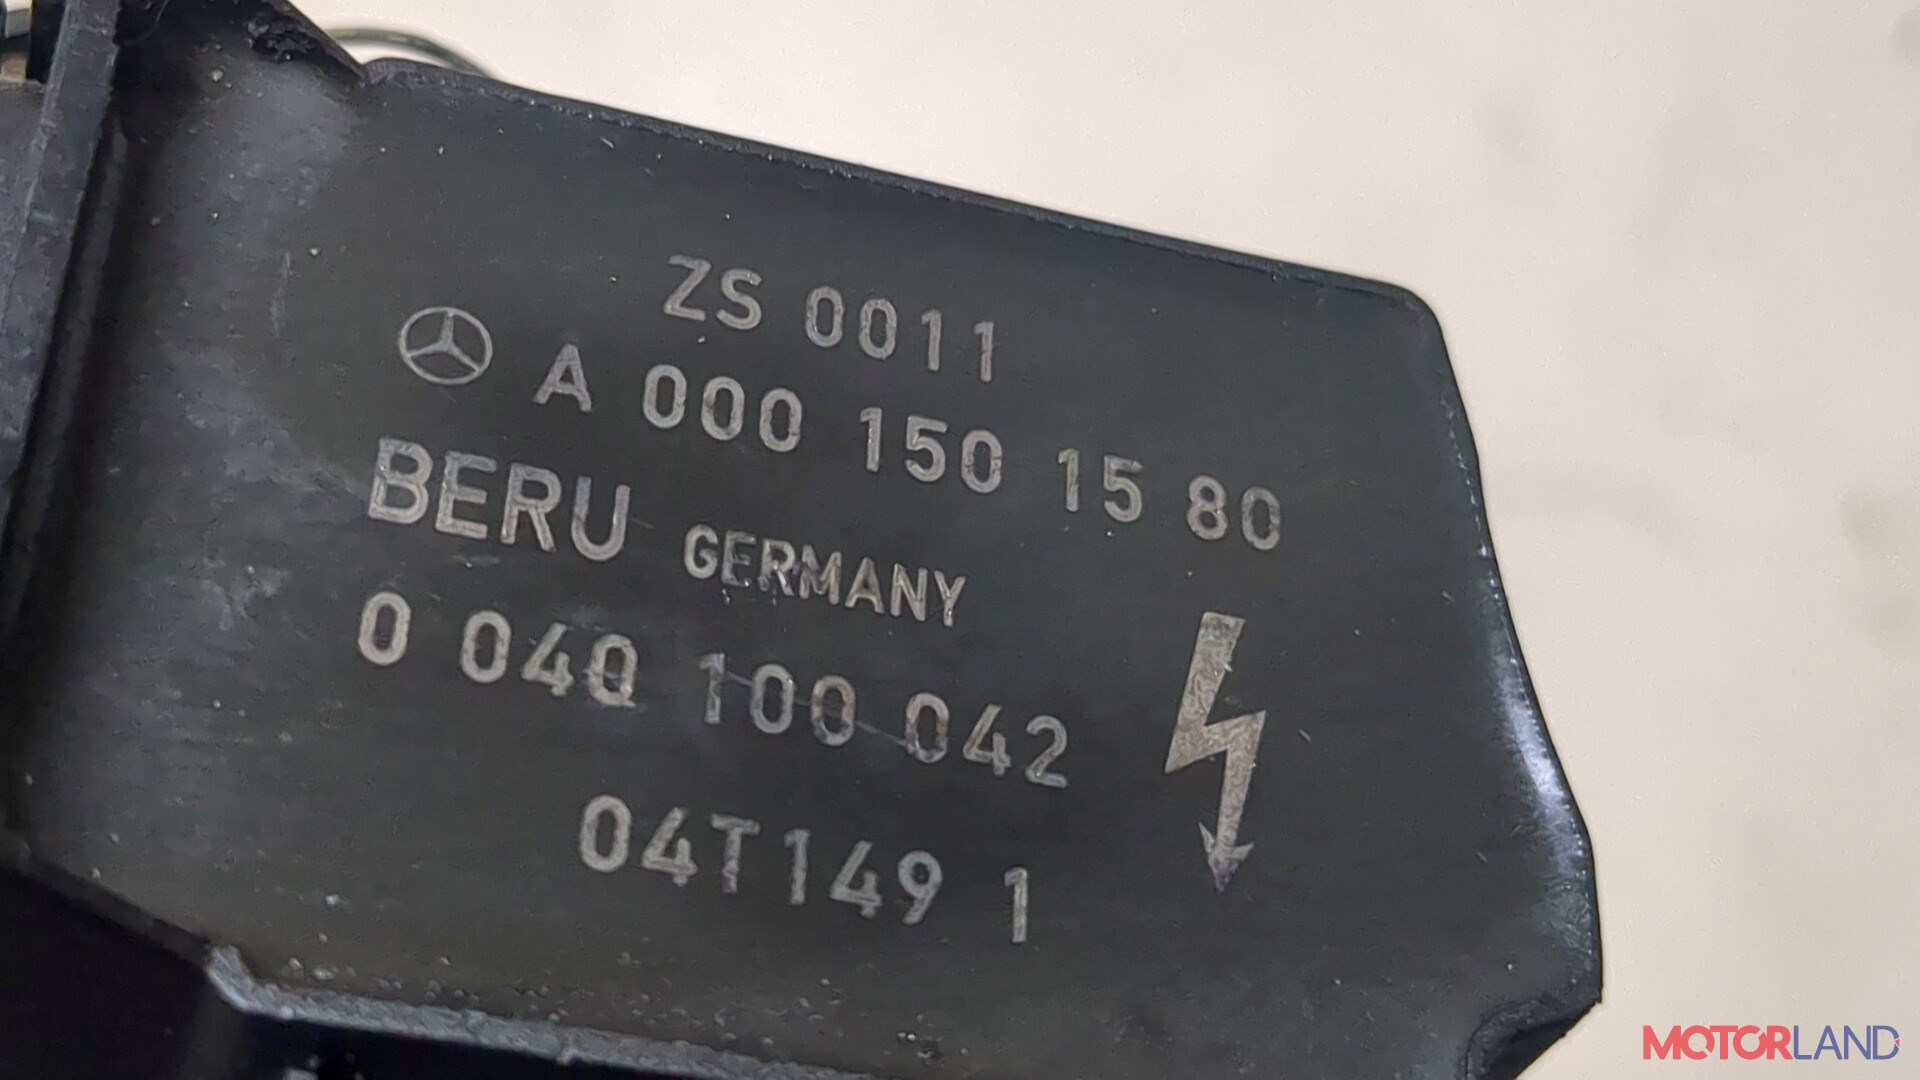 ZS 0011
A 000 150 15 80
BERU GERMANY
0 040 100 042
04T149 1
MOTORLAND